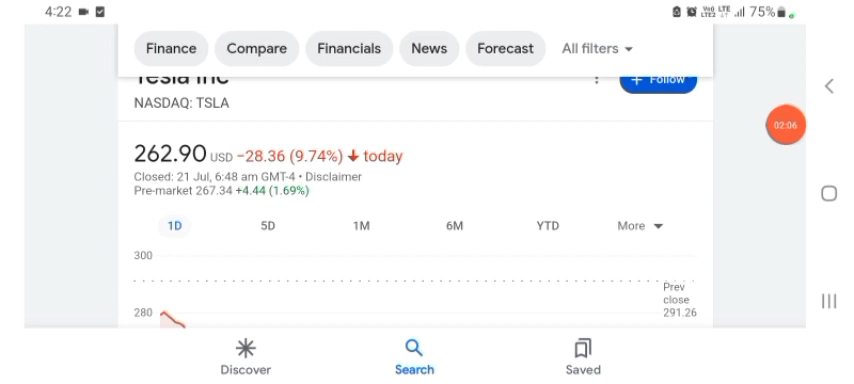 4:22
75%
Finance Compare Financials News Forecast All filters
Tesla Inc
+ Follow
NASDAQ: TSLA
262.90 USD −28.36 (9.74%) today
Closed: 21 Jul, 6:48 am GMT-4 • Disclaimer
Pre-market 267.34 +4.44 (1.69%)
1D 5D 1M 6M YTD More
300
Prev
close
291.26
280
02:06
Discover Search Saved